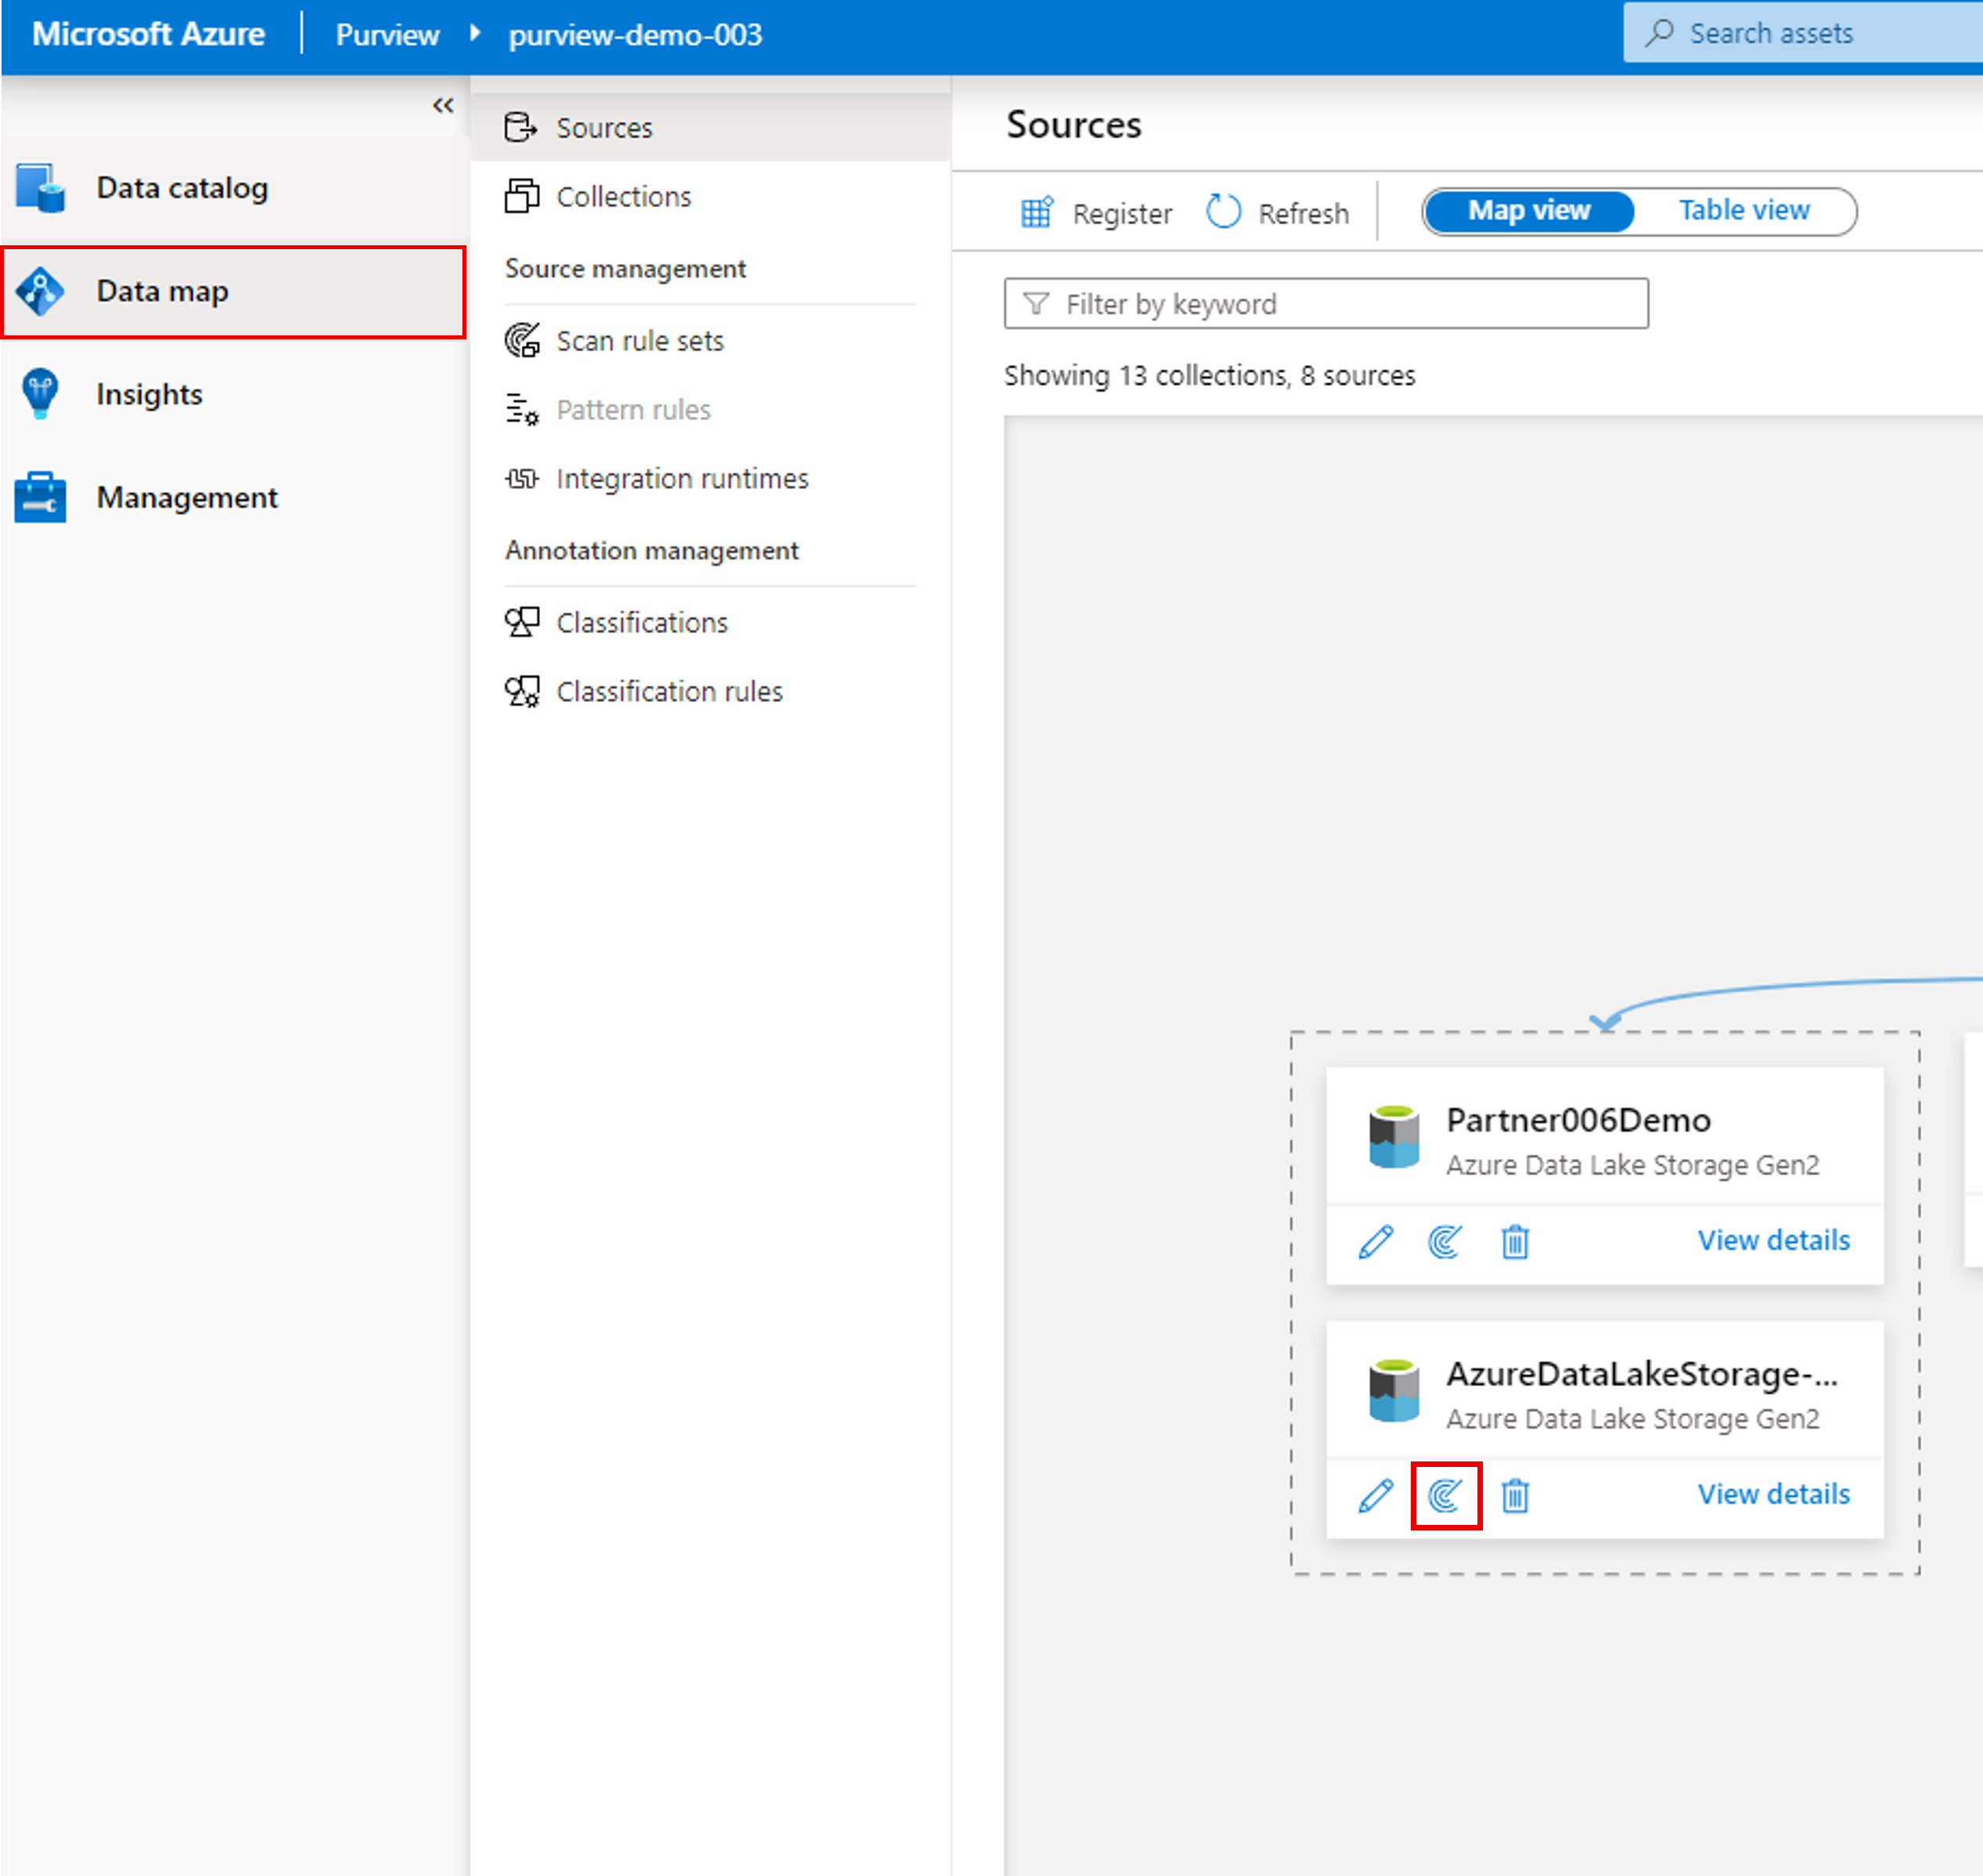 Microsoft Azure
Purview
purview-demo-003
Search assets
Data catalog
Data map
Insights
Management
Sources
Collections
Source management
Scan rule sets
Pattern rules
Integration runtimes
Annotation management
Classifications
Classification rules
Sources
Register
Refresh
Map view
Table view
Filter by keyword
Showing 13 collections, 8 sources
Partner006Demo
Azure Data Lake Storage Gen2
View details
AzureDataLakeStorage-...
Azure Data Lake Storage Gen2
View details